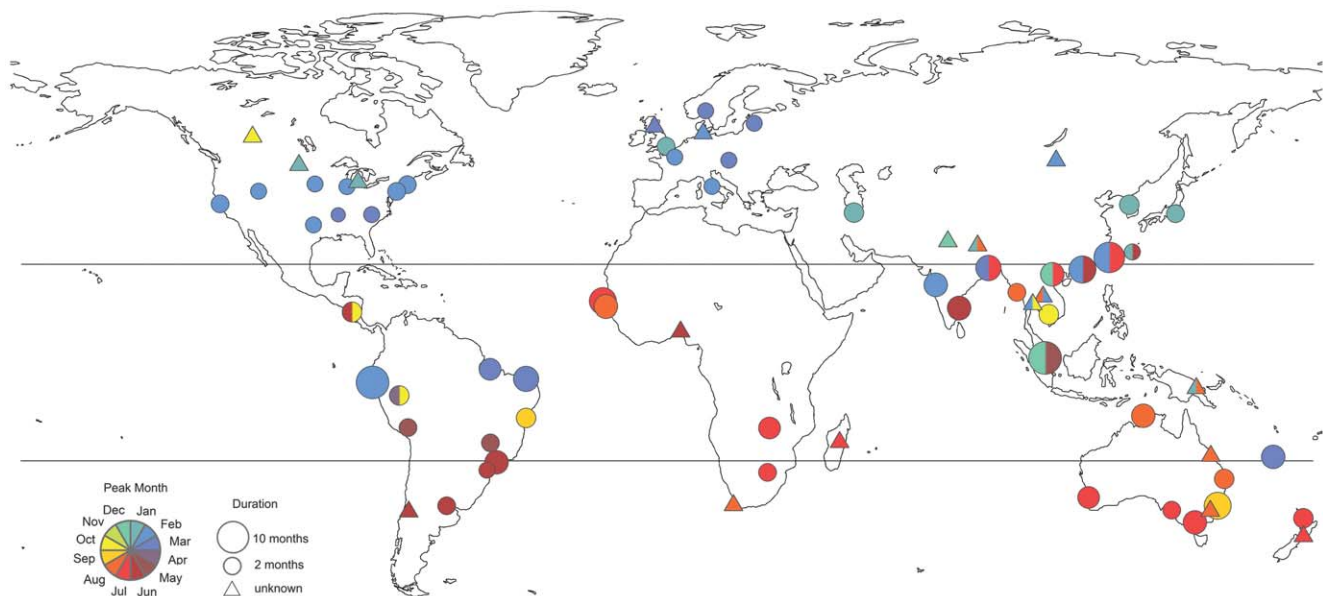 Peak Month
Dec Jan
Nov Feb
Oct Mar
Sep Apr
Aug May
Jul Jun
Duration
10 months
2 months
unknown